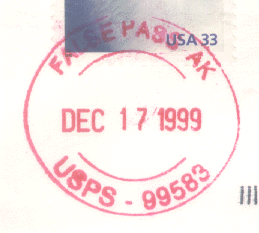 FALSE PASS AK
USA 33
DEC 17 1999
USPS - 99583